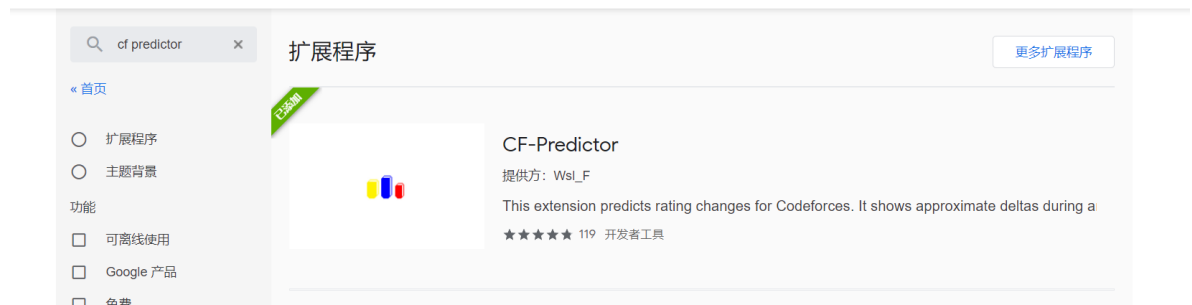 cf predictor
扩展程序
更多扩展程序
« 首页
已添加
扩展程序
主题背景
功能
可离线使用
Google 产品
免费
CF-Predictor
提供方：Wsl_F
This extension predicts rating changes for Codeforces. It shows approximate deltas during a
119 开发者工具